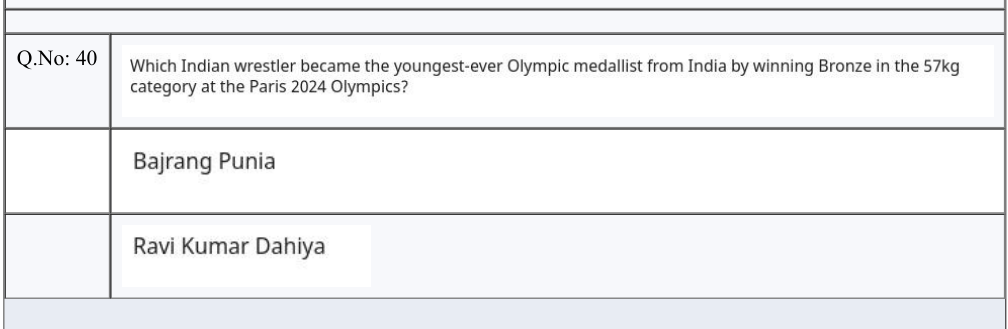 Q.No: 40
Which Indian wrestler became the youngest-ever Olympic medallist from India by winning Bronze in the 57kg
category at the Paris 2024 Olympics?
Bajrang Punia
Ravi Kumar Dahiya